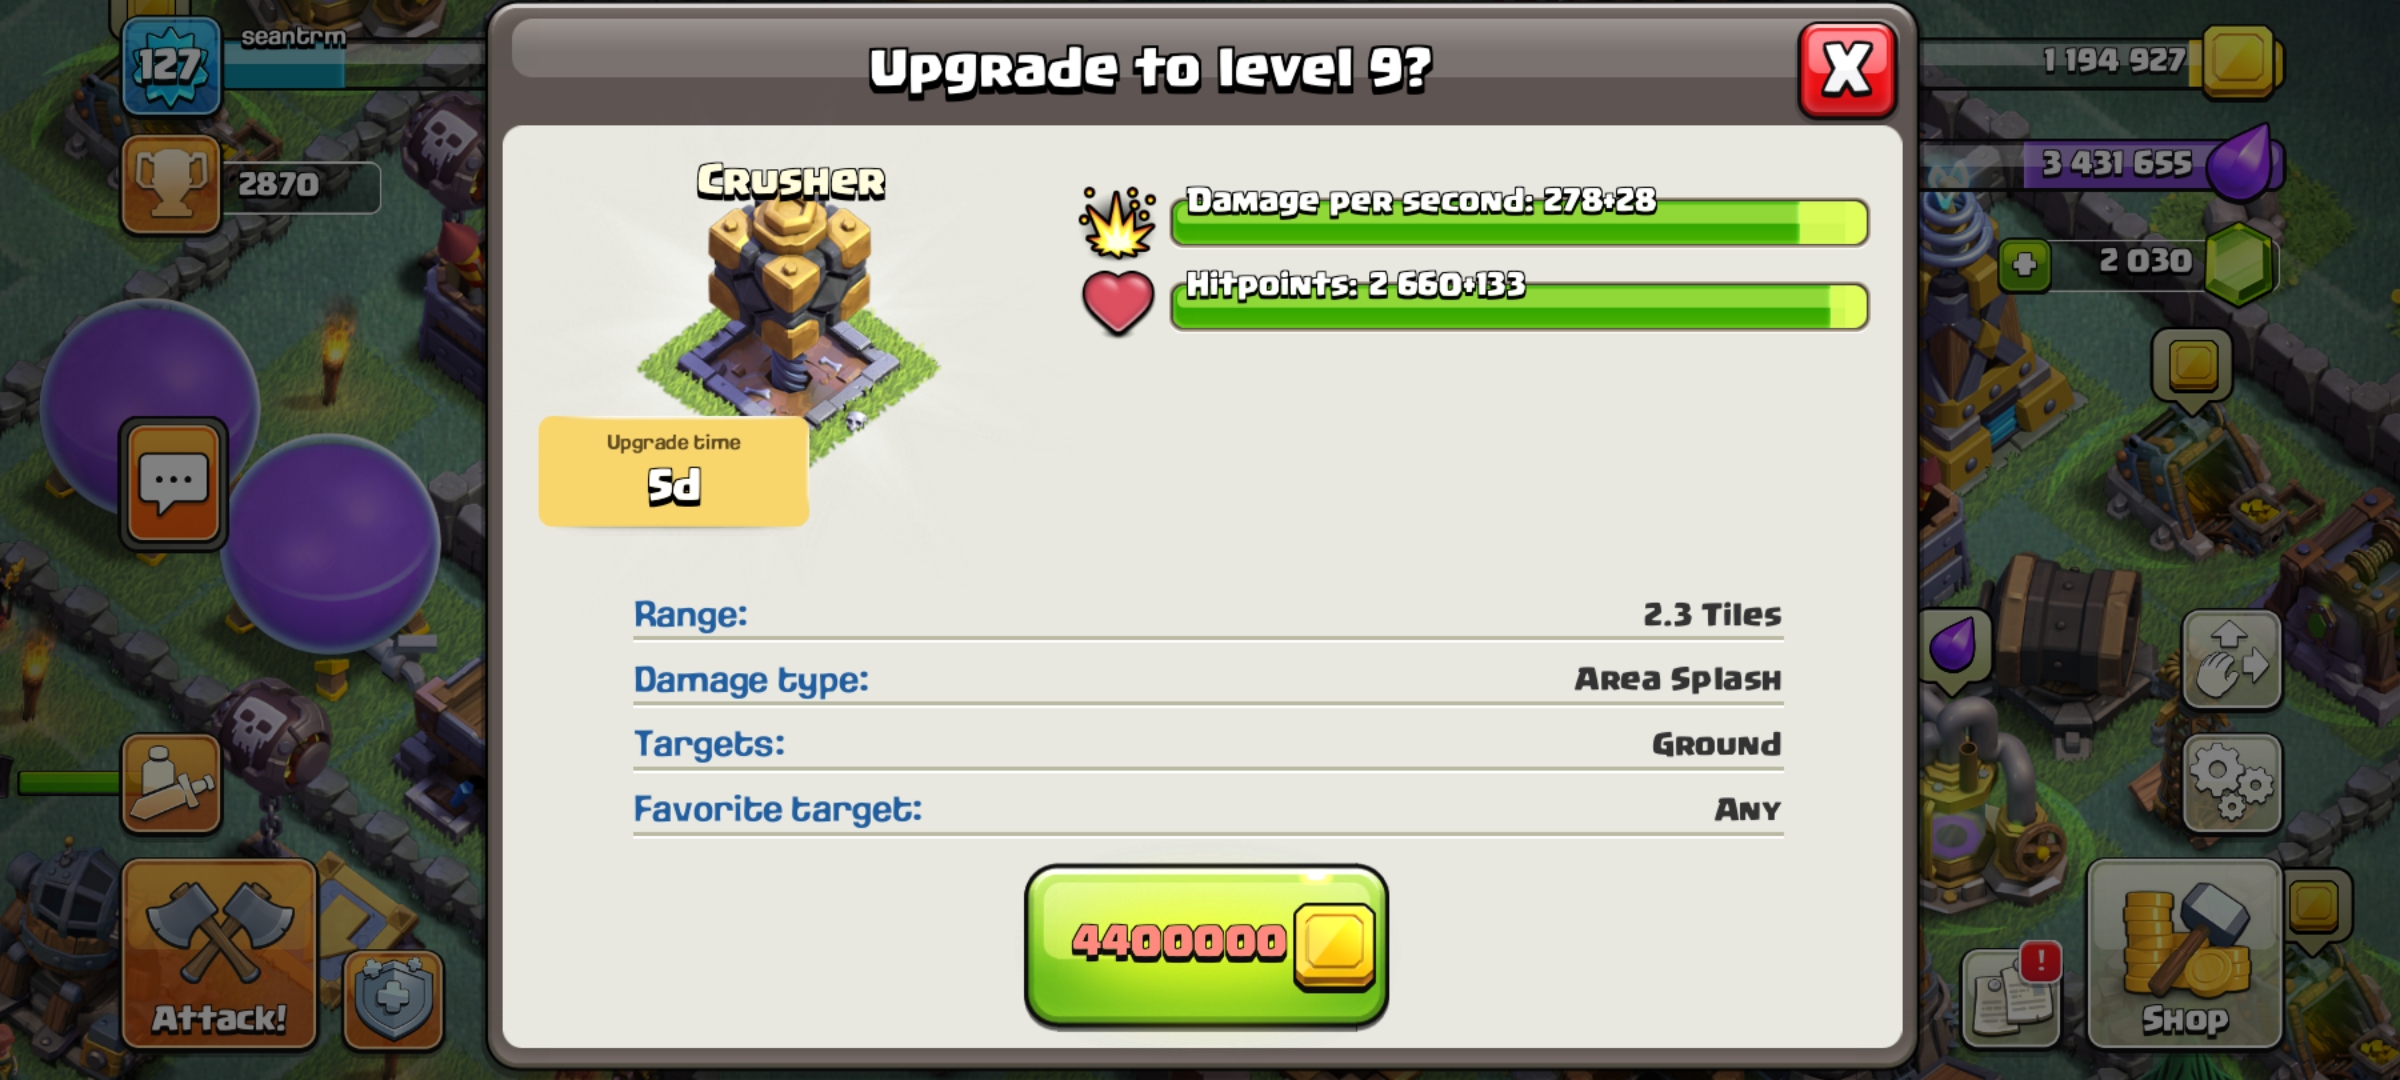 Upgrade to level 9?
X
127
seantrm
2870
1 194 927
3 431 655
2 030
Crusher
Damage per second: 278+28
Hitpoints: 2 660+133
Upgrade time
5d
Range: 2.3 Tiles
Damage type: Area Splash
Targets: Ground
Favorite target: Any
4400000
Attack!
!
Shop